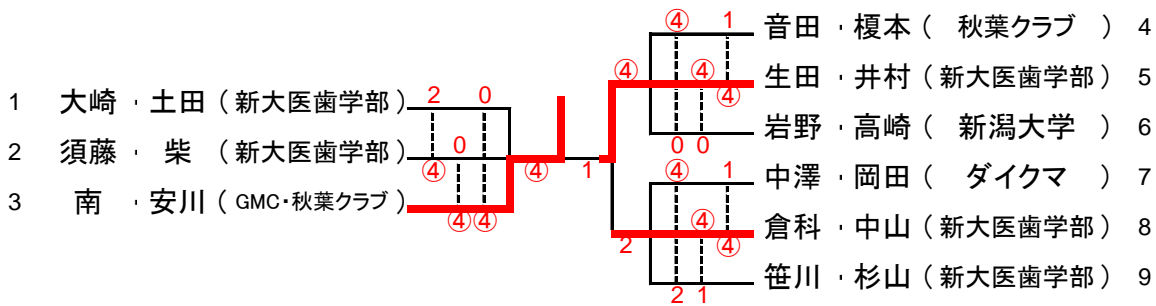 ④ 1
音田 ・ 榎本 ( 秋葉クラブ ) 4
④ ④
生田 ・ 井村 ( 新大医歯学部 ) 5
④
2 0
1 大崎 ・ 土田 ( 新大医歯学部 )
岩野 ・ 高崎 ( 新潟大学 ) 6
0 0 0
2 須藤 ・ 柴 ( 新大医歯学部 )
④ ④ 1 ④ 1
中澤 ・ 岡田 ( ダイクマ ) 7
3 南 ・ 安川 ( GMC・秋葉クラブ )
④ ④ ④
倉科 ・ 中山 ( 新大医歯学部 ) 8
2 ④
笹川 ・ 杉山 ( 新大医歯学部 ) 9
2 1